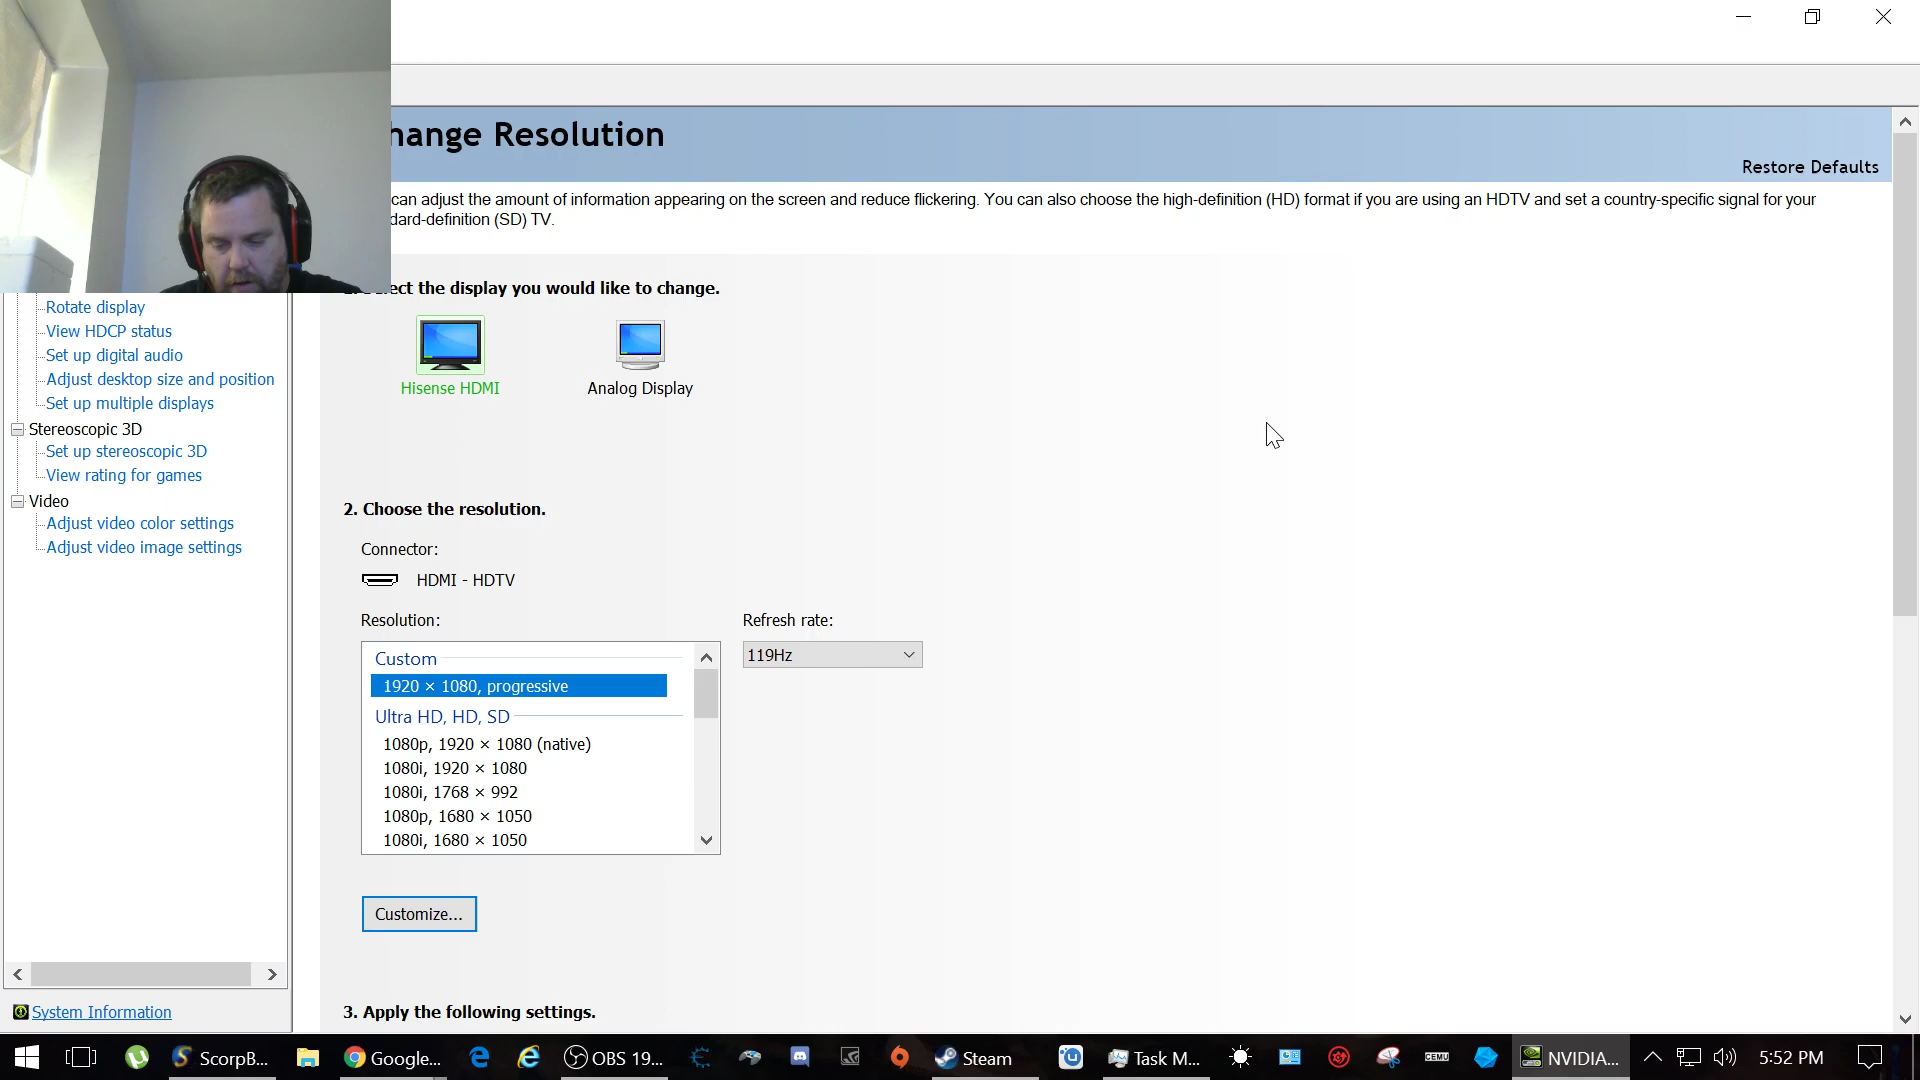 hange Resolution
Restore Defaults
can adjust the amount of information appearing on the screen and reduce flickering. You can also choose the high-definition (HD) format if you are using an HDTV and set a country-specific signal for your
dard-definition (SD) TV.
ect the display you would like to change.
Hisense HDMI
Analog Display
2. Choose the resolution.
Connector:
HDMI - HDTV
Resolution:
Refresh rate:
119Hz
Custom
1920 × 1080, progressive
Ultra HD, HD, SD
1080p, 1920 × 1080 (native)
1080i, 1920 × 1080
1080i, 1768 × 992
1080p, 1680 × 1050
1080i, 1680 × 1050
Customize...
3. Apply the following settings.
Rotate display
View HDCP status
Set up digital audio
Adjust desktop size and position
Set up multiple displays
Stereoscopic 3D
Set up stereoscopic 3D
View rating for games
Video
Adjust video color settings
Adjust video image settings
System Information
ScorpB...
Google...
OBS 19...
Steam
Task M...
CEMU
NVIDIA...
5:52 PM